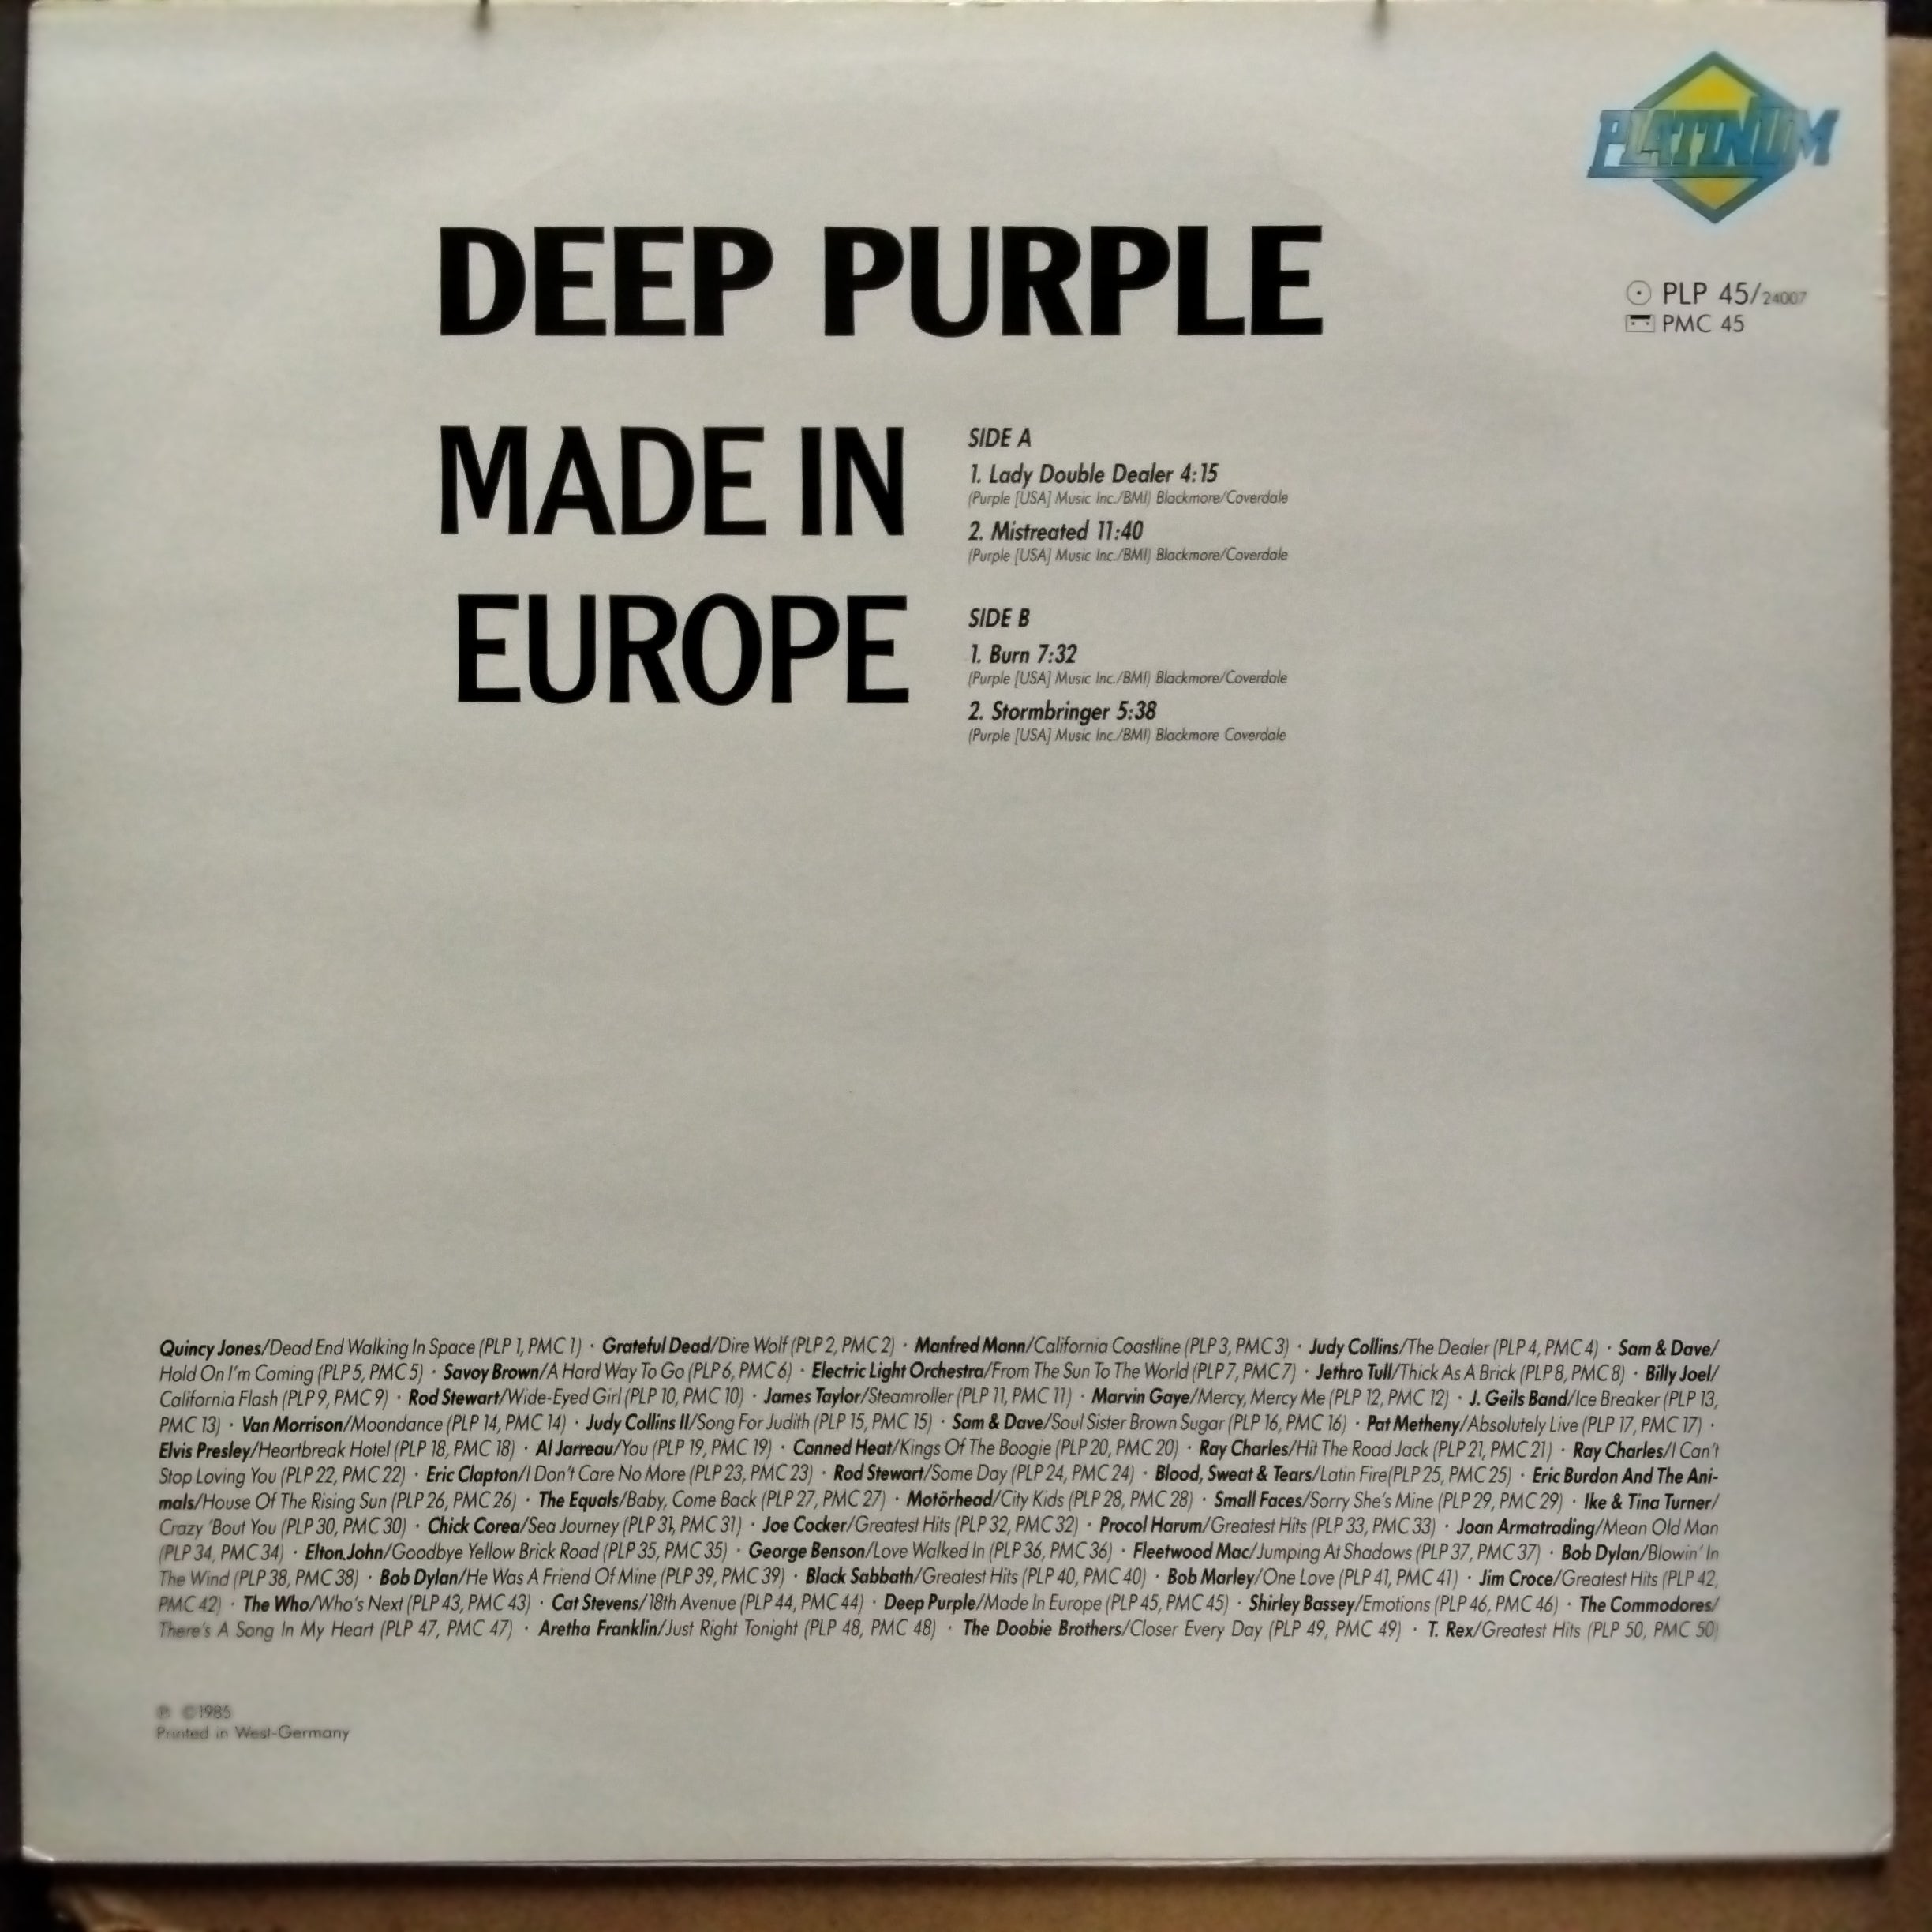 PLATINUM
DEEP PURPLE
PLP 45/24007
PMC 45
MADE IN
EUROPE
SIDE A
1. Lady Double Dealer 4:15
(Purple [USA] Music Inc./BMI) Blackmore/Coverdale
2. Mistreated 11:40
(Purple [USA] Music Inc./BMI) Blackmore/Coverdale
SIDE B
1. Burn 7:32
(Purple [USA] Music Inc./BMI) Blackmore/Coverdale
2. Stormbringer 5:38
(Purple [USA] Music Inc./BMI) Blackmore Coverdale
Quincy Jones/Dead End Walking In Space (PLP 1, PMC 1) · Grateful Dead/Dire Wolf (PLP 2, PMC 2) · Manfred Mann/California Coastline (PLP 3, PMC 3) · Judy Collins/The Dealer (PLP 4, PMC 4) · Sam & Dave/
Hold On I'm Coming (PLP 5, PMC 5) · Savoy Brown/A Hard Way To Go (PLP 6, PMC 6) · Electric Light Orchestra/From The Sun To The World (PLP 7, PMC 7) · Jethro Tull/Thick As A Brick (PLP 8, PMC 8) · Billy Joel/
California Flash (PLP 9, PMC 9) · Rod Stewart/Wide-Eyed Girl (PLP 10, PMC 10) · James Taylor/Steamroller (PLP 11, PMC 11) · Marvin Gaye/Mercy, Mercy Me (PLP 12, PMC 12) · J. Geils Band/Ice Breaker (PLP 13,
PMC 13) · Van Morrison/Moondance (PLP 14, PMC 14) · Judy Collins II/Song For Judith (PLP 15, PMC 15) · Sam & Dave/Soul Sister Brown Sugar (PLP 16, PMC 16) · Pat Metheny/Absolutely Live (PLP 17, PMC 17) ·
Elvis Presley/Heartbreak Hotel (PLP 18, PMC 18) · Al Jarreau/You (PLP 19, PMC 19) · Canned Heat/Kings Of The Boogie (PLP 20, PMC 20) · Ray Charles/Hit The Road Jack (PLP 21, PMC 21) · Ray Charles/I Can't
Stop Loving You (PLP 22, PMC 22) · Eric Clapton/I Don't Care No More (PLP 23, PMC 23) · Rod Stewart/Some Day (PLP 24, PMC 24) · Blood, Sweat & Tears/Latin Fire(PLP 25, PMC 25) · Eric Burdon And The Ani-
mals/House Of The Rising Sun (PLP 26, PMC 26) · The Equals/Baby, Come Back (PLP 27, PMC 27) · Motörhead/City Kids (PLP 28, PMC 28) · Small Faces/Sorry She's Mine (PLP 29, PMC 29) · Ike & Tina Turner/
Crazy 'Bout You (PLP 30, PMC 30) · Chick Corea/Sea Journey (PLP 31, PMC 31) · Joe Cocker/Greatest Hits (PLP 32, PMC 32) · Procol Harum/Greatest Hits (PLP 33, PMC 33) · Joan Armatrading/Mean Old Man
(PLP 34, PMC 34) · Elton John/Goodbye Yellow Brick Road (PLP 35, PMC 35) · George Benson/Love Walked In (PLP 36, PMC 36) · Fleetwood Mac/Jumping At Shadows (PLP 37, PMC 37) · Bob Dylan/Blowin' In
The Wind (PLP 38, PMC 38) · Bob Dylan/He Was A Friend Of Mine (PLP 39, PMC 39) · Black Sabbath/Greatest Hits (PLP 40, PMC 40) · Bob Marley/One Love (PLP 41, PMC 41) · Jim Croce/Greatest Hits (PLP 42,
PMC 42) · The Who/Who's Next (PLP 43, PMC 43) · Cat Stevens/18th Avenue (PLP 44, PMC 44) · Deep Purple/Made In Europe (PLP 45, PMC 45) · Shirley Bassey/Emotions (PLP 46, PMC 46) · The Commodores/
There's A Song In My Heart (PLP 47, PMC 47) · Aretha Franklin/Just Right Tonight (PLP 48, PMC 48) · The Doobie Brothers/Closer Every Day (PLP 49, PMC 49) · T. Rex/Greatest Hits (PLP 50, PMC 50)
℗ ©1985
Printed in West-Germany